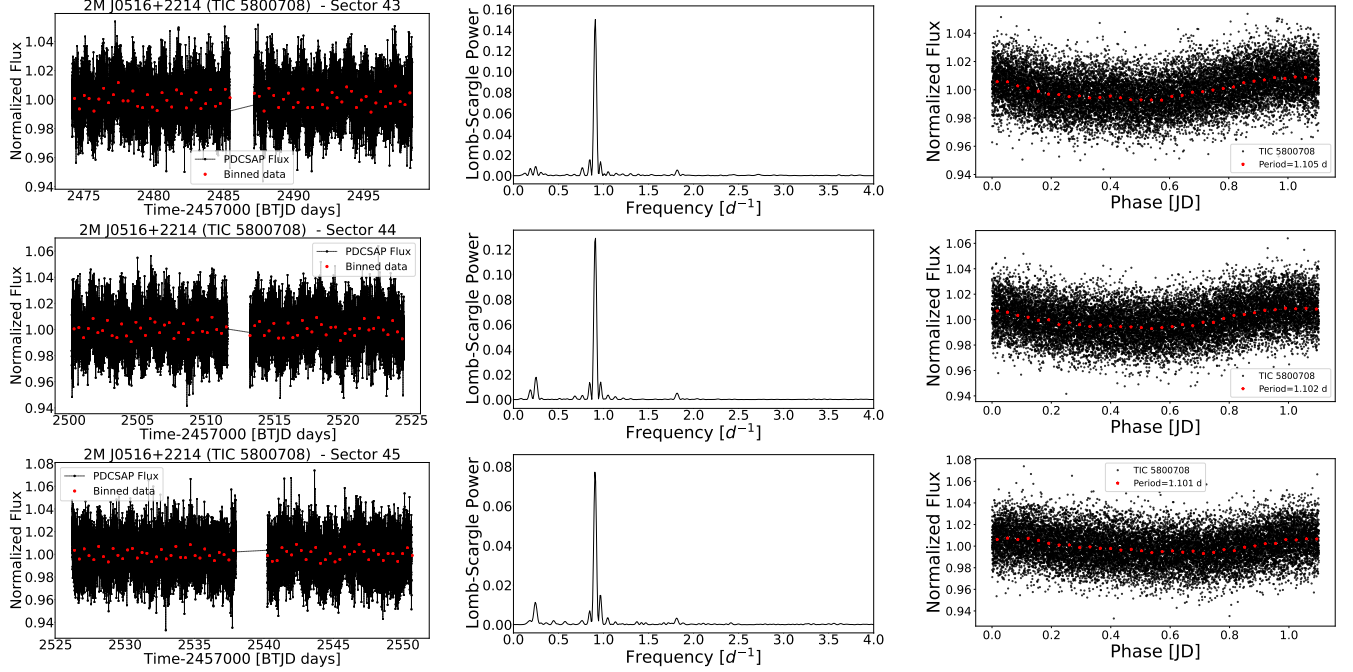 2M J0516+2214 (TIC 5800708) - Sector 43
Normalized Flux
1.04
1.02
1.00
0.98
0.96
0.94
PDCSAP Flux
Binned data
2475 2480 2485 2490 2495
Time-2457000 [BTJD days]
Lomb-Scargle Power
0.16
0.14
0.12
0.10
0.08
0.06
0.04
0.02
0.00
0.0 0.5 1.0 1.5 2.0 2.5 3.0 3.5 4.0
Frequency [d⁻¹]
Normalized Flux
1.04
1.02
1.00
0.98
0.96
0.94
TIC 5800708
Period=1.105 d
0.0 0.2 0.4 0.6 0.8 1.0
Phase [JD]
2M J0516+2214 (TIC 5800708) - Sector 44
Normalized Flux
1.06
1.04
1.02
1.00
0.98
0.96
0.94
PDCSAP Flux
Binned data
2500 2505 2510 2515 2520 2525
Time-2457000 [BTJD days]
Lomb-Scargle Power
0.12
0.10
0.08
0.06
0.04
0.02
0.00
0.0 0.5 1.0 1.5 2.0 2.5 3.0 3.5 4.0
Frequency [d⁻¹]
Normalized Flux
1.06
1.04
1.02
1.00
0.98
0.96
0.94
TIC 5800708
Period=1.102 d
0.0 0.2 0.4 0.6 0.8 1.0
Phase [JD]
2M J0516+2214 (TIC 5800708) - Sector 45
Normalized Flux
1.08
1.06
1.04
1.02
1.00
0.98
0.96
0.94
PDCSAP Flux
Binned data
2525 2530 2535 2540 2545 2550
Time-2457000 [BTJD days]
Lomb-Scargle Power
0.08
0.06
0.04
0.02
0.00
0.0 0.5 1.0 1.5 2.0 2.5 3.0 3.5 4.0
Frequency [d⁻¹]
Normalized Flux
1.08
1.06
1.04
1.02
1.00
0.98
0.96
0.94
TIC 5800708
Period=1.101 d
0.0 0.2 0.4 0.6 0.8 1.0
Phase [JD]